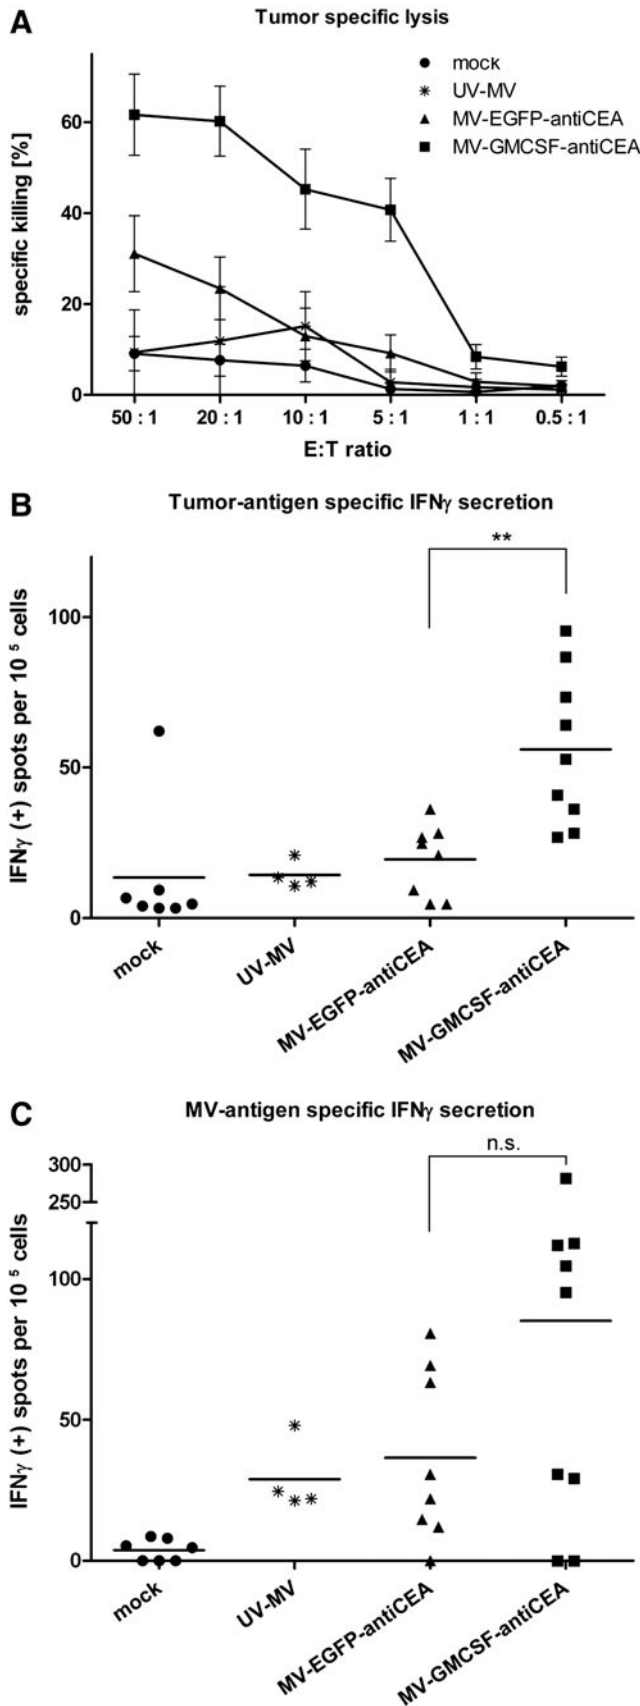 A
Tumor specific lysis
mock
UV-MV
MV-EGFP-antiCEA
MV-GMCSF-antiCEA
specific killing [%]
60
40
20
0
50 : 1 20 : 1 10 : 1 5 : 1 1 : 1 0.5 : 1
E:T ratio
B
Tumor-antigen specific IFNγ secretion
**
IFNγ (+) spots per 10 ⁵ cells
100
50
0
mock
UV-MV
MV-EGFP-antiCEA
MV-GMCSF-antiCEA
C
MV-antigen specific IFNγ secretion
n.s.
IFNγ (+) spots per 10 ⁵ cells
300
250
100
50
0
mock
UV-MV
MV-EGFP-antiCEA
MV-GMCSF-antiCEA